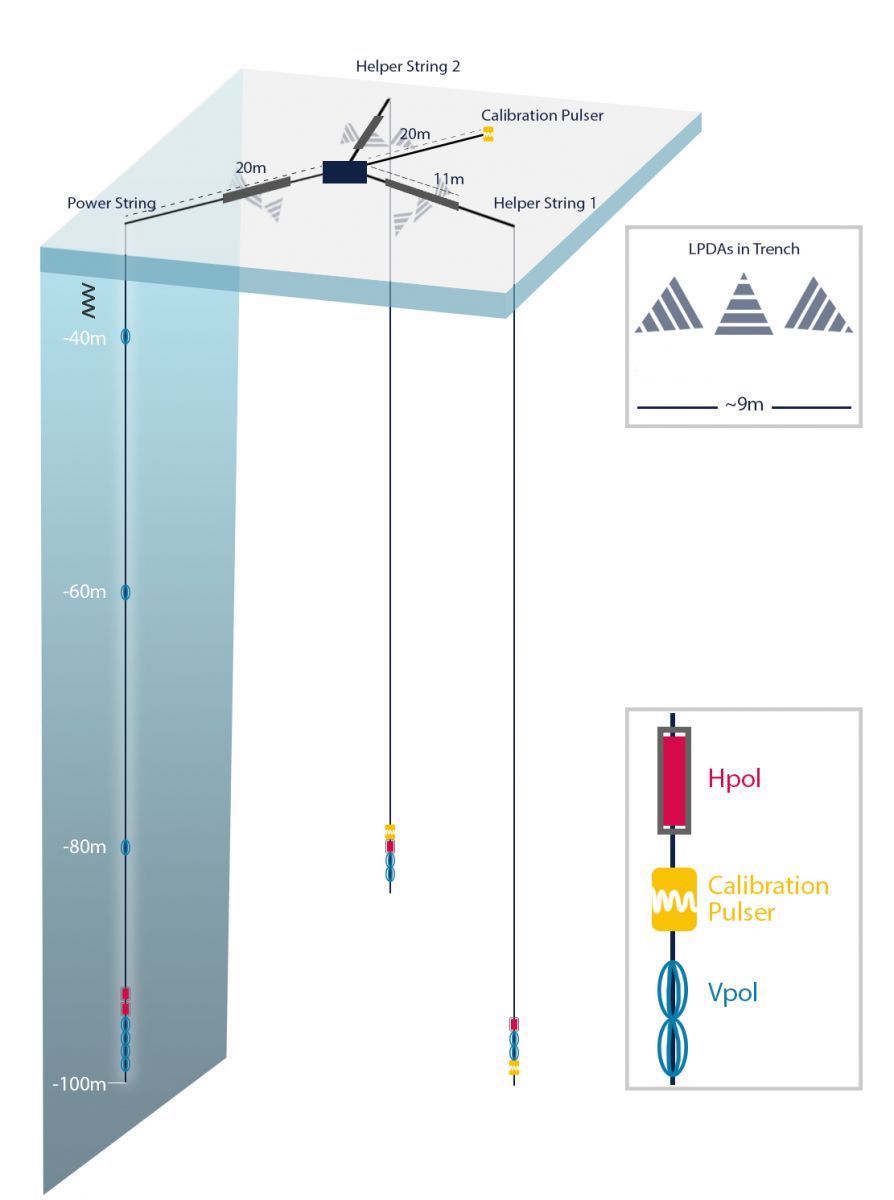 Helper String 2
Calibration Pulser
20m
20m
11m
Power String
Helper String 1
LPDAs in Trench
~9m
-40m
-60m
-80m
-100m
Hpol
Calibration
Pulser
Vpol